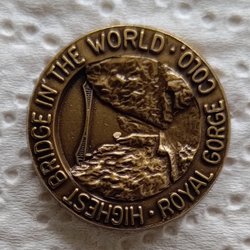 HIGHEST BRIDGE IN THE WORLD · ROYAL GORGE · COLO. ·